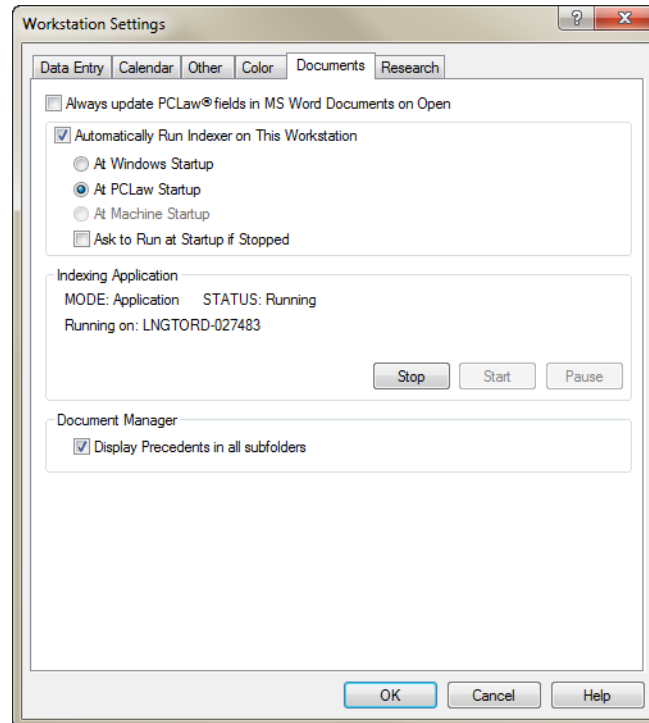 Workstation Settings
Data Entry Calendar Other Color Documents Research
Always update PCLaw® fields in MS Word Documents on Open
Automatically Run Indexer on This Workstation
At Windows Startup
At PCLaw Startup
At Machine Startup
Ask to Run at Startup if Stopped
Indexing Application
MODE: Application STATUS: Running
Running on: LNGTORD-027483
Stop Start Pause
Document Manager
Display Precedents in all subfolders
OK Cancel Help